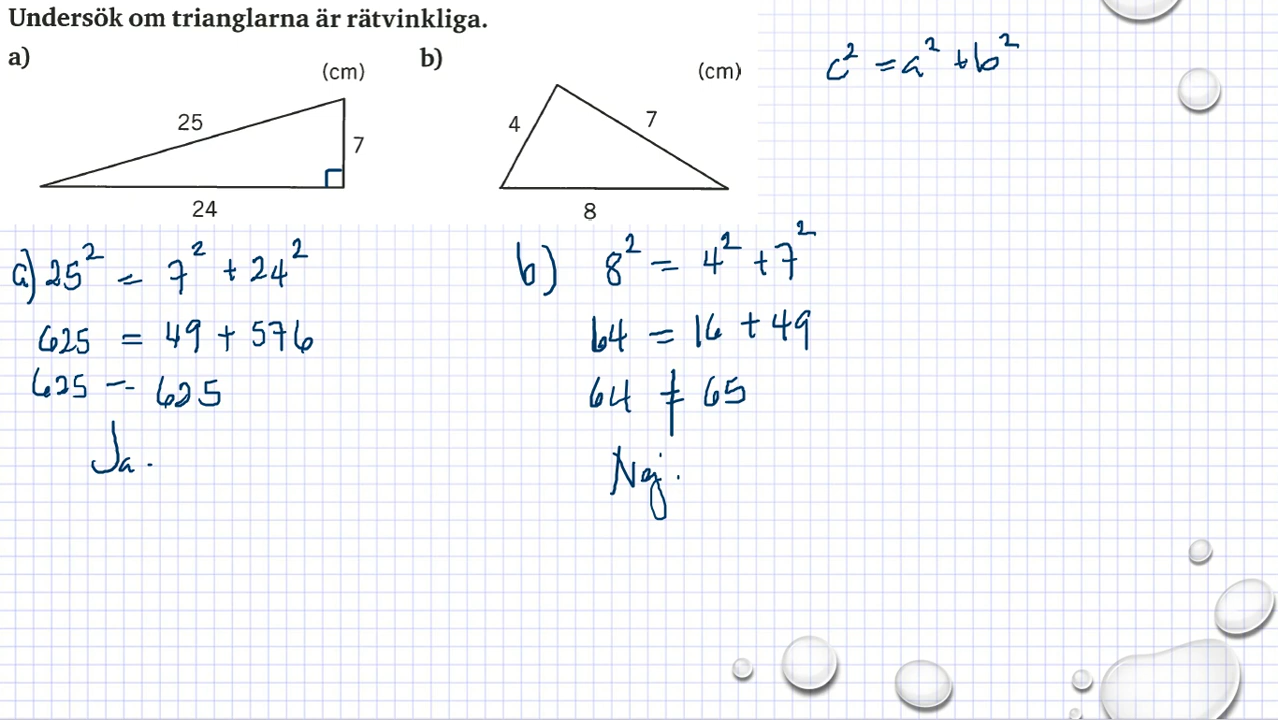 Undersök om trianglarna är rätvinkliga.
a)
(cm)
25
7
24
b)
(cm)
4
7
8
c² = a² + b²
a) 25² = 7² + 24²
625 = 49 + 576
625 = 625
Ja.
b) 8² = 4² + 7²
64 = 16 + 49
64 ≠ 65
Nej.